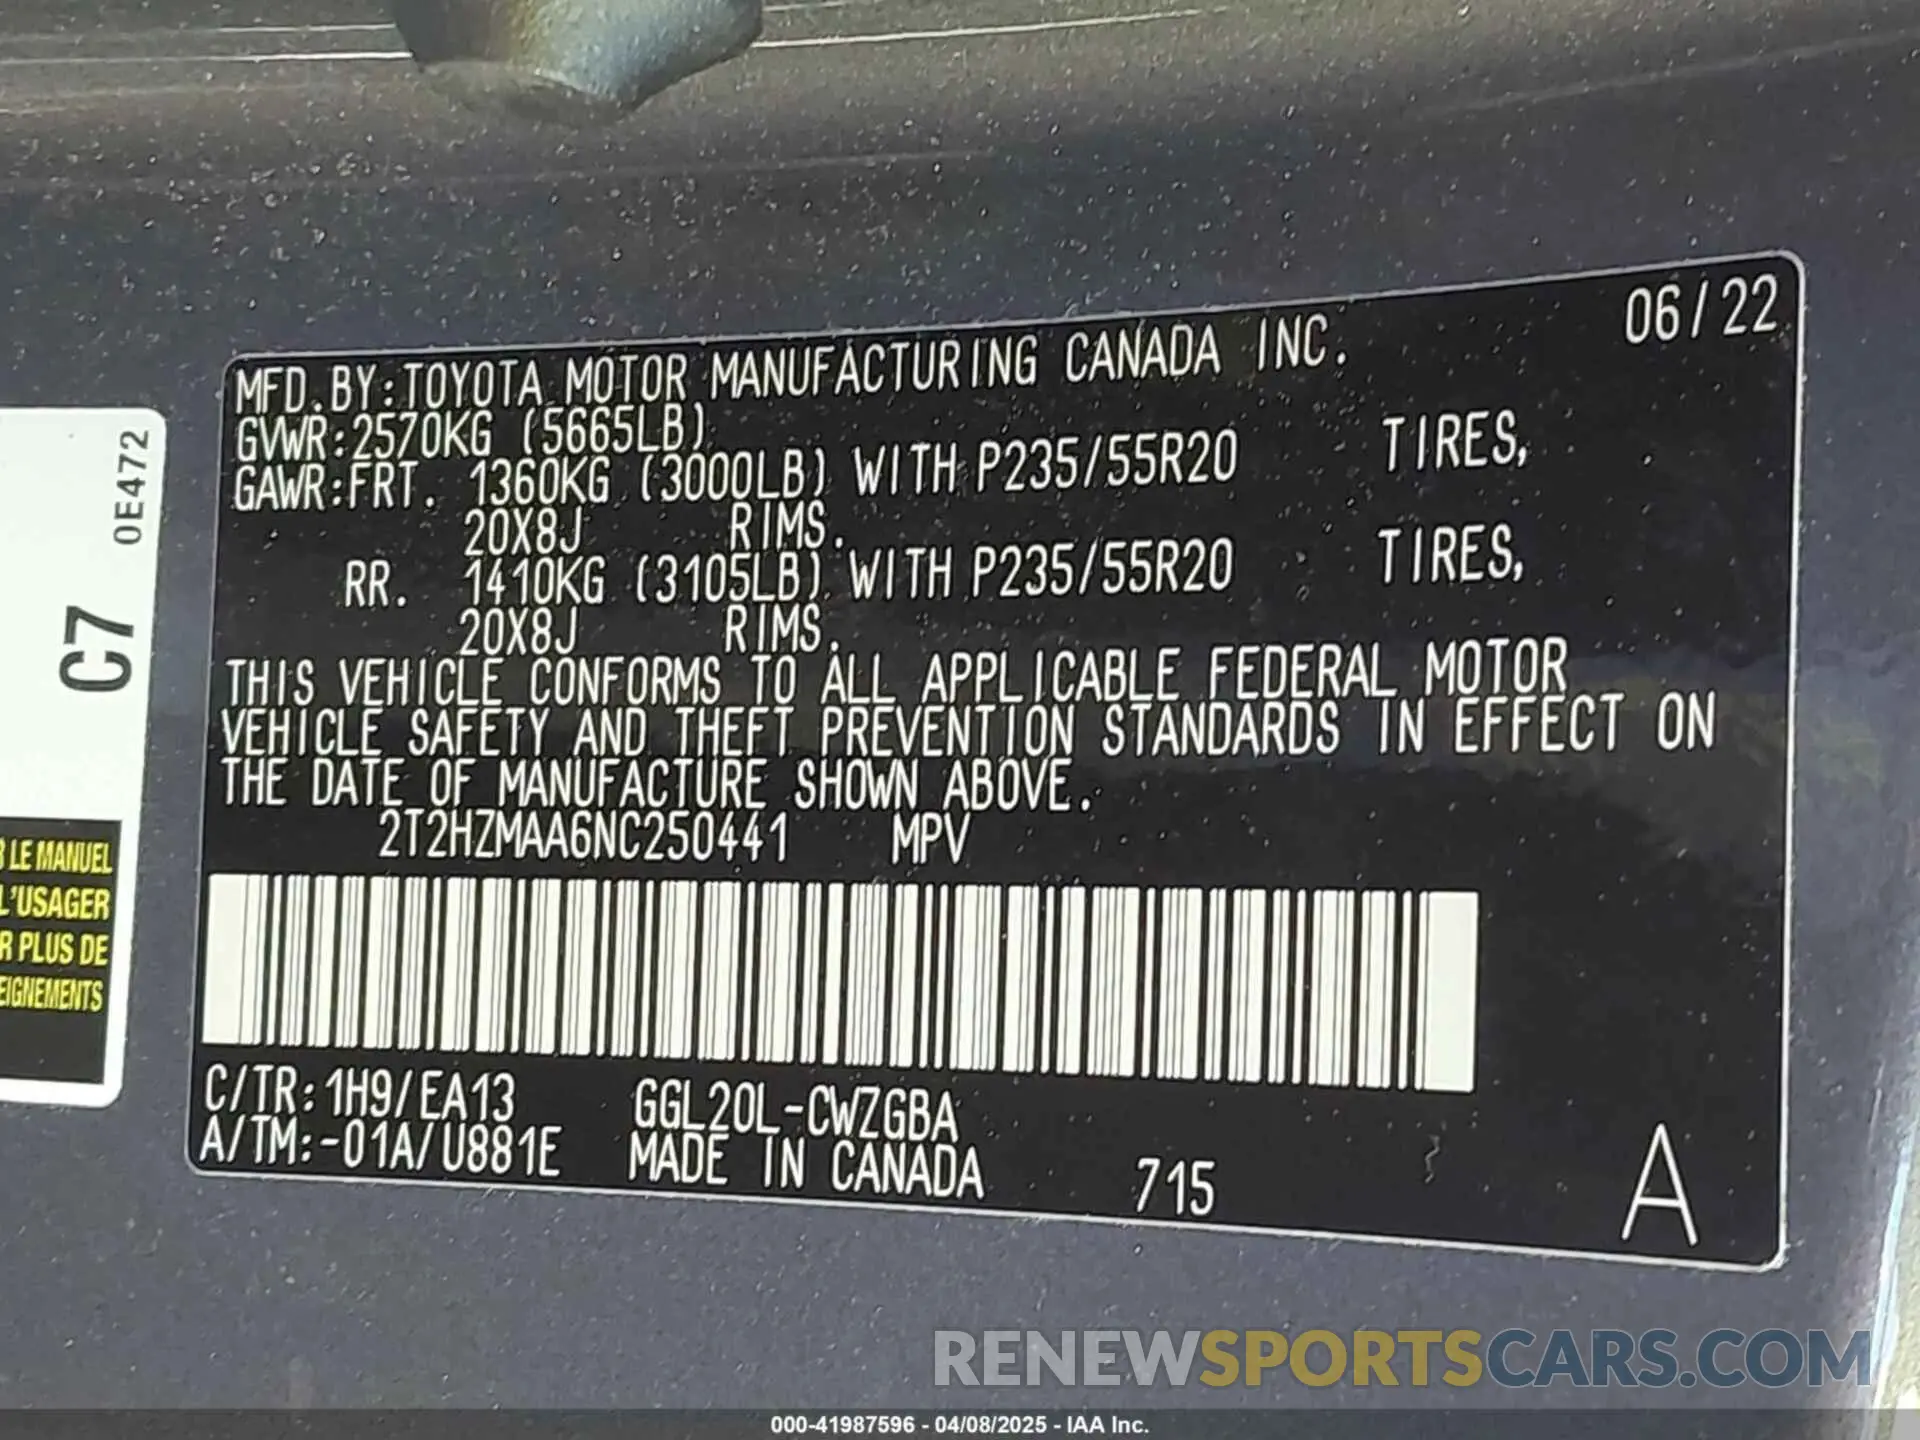 06/22
MFD.BY:TOYOTA MOTOR MANUFACTURING CANADA INC.
GVWR:2570KG (5665LB)
GAWR:FRT. 1360KG (3000LB) WITH P235/55R20 TIRES,
20X8J RIMS.
RR. 1410KG (3105LB) WITH P235/55R20 TIRES,
20X8J RIMS.
THIS VEHICLE CONFORMS TO ALL APPLICABLE FEDERAL MOTOR
VEHICLE SAFETY AND THEFT PREVENTION STANDARDS IN EFFECT ON
THE DATE OF MANUFACTURE SHOWN ABOVE.
2T2HZMAA6NC250441 MPV
C/TR:1H9/EA13 GGL20L-CWZGBA
A/TM:-01A/U881E MADE IN CANADA 715 A
0E472
C7
LE MANUEL
L'USAGER
PLUS DE
RENEWSPORTSCARS.COM
000-41987596 - 04/08/2025 - IAA Inc.